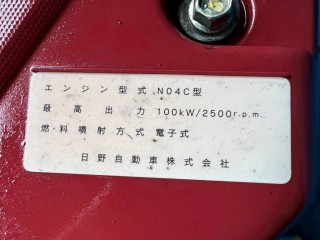 エンジン型式 N04C型
最高出力 100kW/2500r.p.m.
燃料噴射方式 電子式
日野自動車株式会社